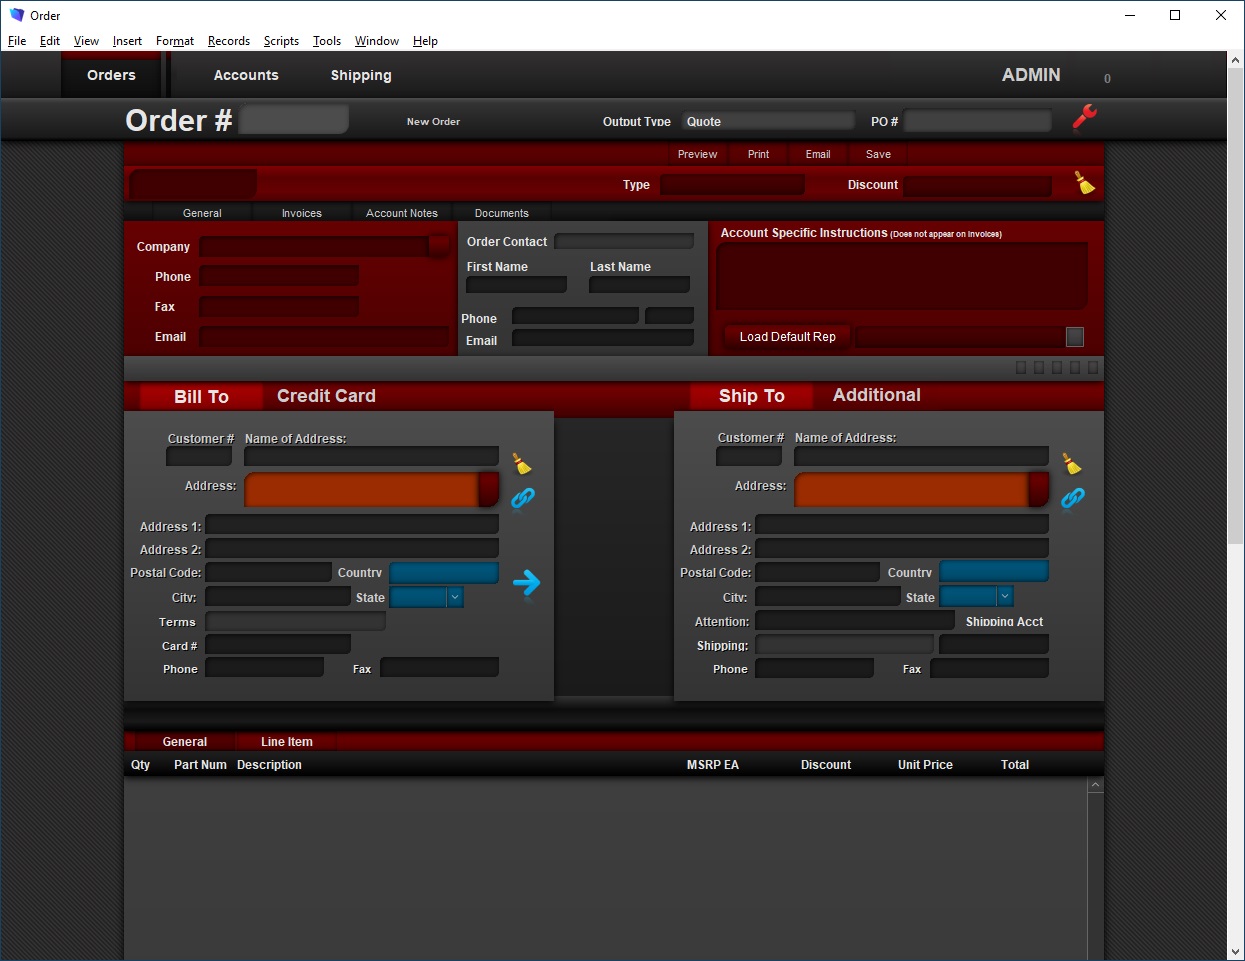 Order
File Edit View Insert Format Records Scripts Tools Window Help
Orders Accounts Shipping ADMIN 0
Order # New Order Output Type Quote PO #
Preview Print Email Save
Type Discount
General Invoices Account Notes Documents
Company
Phone
Fax
Email
Order Contact
First Name Last Name
Phone
Email
Account Specific Instructions (Does not appear on Invoices)
Load Default Rep
Bill To Credit Card
Customer # Name of Address:
Address:
Address 1:
Address 2:
Postal Code: Country
City: State
Terms
Card #
Phone Fax
Ship To Additional
Customer # Name of Address:
Address:
Address 1:
Address 2:
Postal Code: Country
City: State
Attention: Shipping Acct
Shipping:
Phone Fax
General Line Item
Qty Part Num Description MSRP EA Discount Unit Price Total